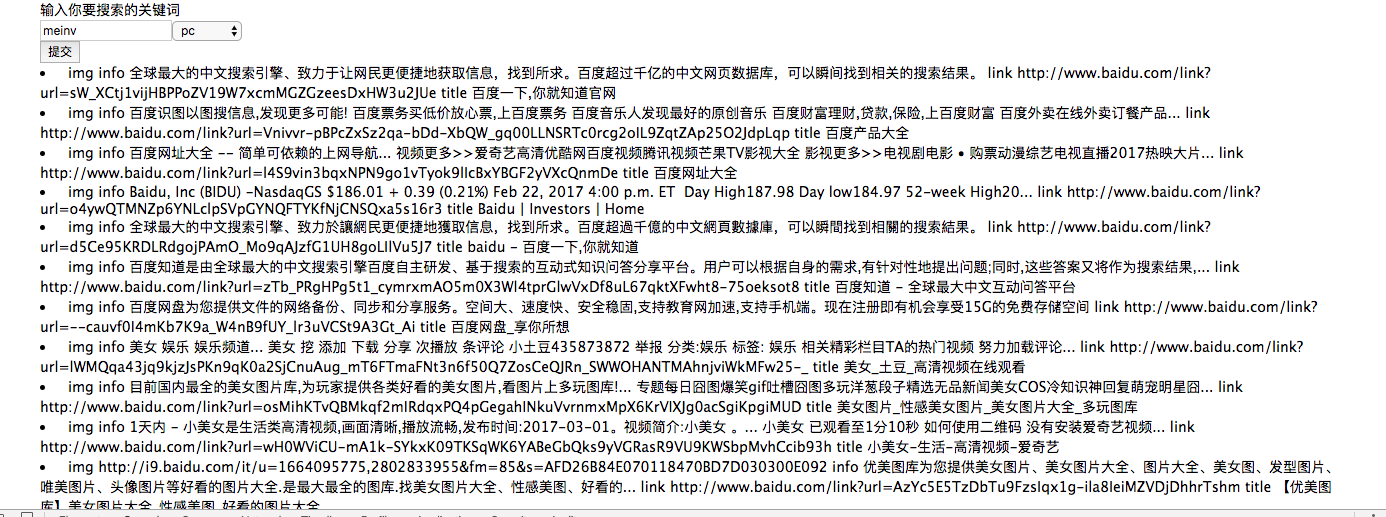 输入你要搜索的关键词
meinv pc
提交
• img info 全球最大的中文搜索引擎、致力于让网民更便捷地获取信息，找到所求。百度超过千亿的中文网页数据库，可以瞬间找到相关的搜索结果。 link http://www.baidu.com/link?
url=sW_XCtj1vijHBPPoZV19W7xcmMGZGzeesDxHW3u2JUe title 百度一下,你就知道官网
• img info 百度识图以图搜信息,发现更多可能! 百度票务买低价放心票,上百度票务 百度音乐人发现最好的原创音乐 百度财富理财,贷款,保险,上百度财富 百度外卖在线外卖订餐产品... link
http://www.baidu.com/link?url=Vnivvr-pBPcZxSz2qa-bDd-XbQW_gq00LLNSRTc0rcg2oIL9ZqtZAp25O2JdpLqp title 百度产品大全
• img info 百度网址大全 -- 简单可依赖的上网导航... 视频更多>>爱奇艺高清优酷网百度视频腾讯视频芒果TV影视大全 影视更多>>电视剧电影 • 购票动漫综艺电视直播2017热映大片... link
http://www.baidu.com/link?url=I4S9vin3bqxNPN9go1vTyok9IIcBxYBGF2yVXcQnmDe title 百度网址大全
• img info Baidu, Inc (BIDU) -NasdaqGS $186.01 + 0.39 (0.21%) Feb 22, 2017 4:00 p.m. ET Day High187.98 Day low184.97 52-week High20... link http://www.baidu.com/link?
url=o4ywQTMNZp6YNLclpSVpGYNQFTYKfNjCNSQxa5s16r3 title Baidu | Investors | Home
• img info 全球最大的中文搜索引擎、致力於讓網民更便捷地獲取信息，找到所求。百度超過千億的中文網頁數據庫，可以瞬間找到相關的搜索結果。 link http://www.baidu.com/link?
url=d5Ce95KRDLRdgojPAmO_Mo9qAJzfG1UH8goLIlVu5J7 title baidu - 百度一下,你就知道
• img info 百度知道是由全球最大的中文搜索引擎百度自主研发、基于搜索的互动式知识问答分享平台。用户可以根据自身的需求,有针对性地提出问题;同时,这些答案又将作为搜索结果,... link
http://www.baidu.com/link?url=zTb_PRgHPg5t1_cymrxmAO5m0X3Wl4tprGlwVxDf8uL67qktXFwht8-75oeksot8 title 百度知道 - 全球最大中文互动问答平台
• img info 百度网盘为您提供文件的网络备份、同步和分享服务。空间大、速度快、安全稳固,支持教育网加速,支持手机端。现在注册即有机会享受15G的免费存储空间 link http://www.baidu.com/link?
url=--cauvf0I4mKb7K9a_W4nB9fUY_Ir3uVCSt9A3Gt_Ai title 百度网盘_享你所想
• img info 美女 娱乐 娱乐频道... 美女 挖 添加 下载 分享 次播放 条评论 小土豆435873872 举报 分类:娱乐 标签: 娱乐 相关精彩栏目TA的热门视频 努力加载评论... link http://www.baidu.com/link?
url=lWMQqa43jq9kjzJsPKn9qK0a2SjCnuAug_mT6FTmaFNt3n6f50Q7ZosCeQJRn_SWWOHANTMAhnjviWkMFw25-_ title 美女_土豆_高清视频在线观看
• img info 目前国内最全的美女图片库,为玩家提供各类好看的美女图片,看图片上多玩图库!... 专题每日囧图爆笑gif吐槽囧图多玩洋葱段子精选无品新闻美女COS冷知识神回复萌宠明星囧... link
http://www.baidu.com/link?url=osMihKTvQBMkqf2mIRdqxPQ4pGegahINkuVvrnmxMpX6KrVlXJg0acSgiKpgiMUD title 美女图片_性感美女图片_美女图片大全_多玩图库
• img info 1天内 - 小美女是生活类高清视频,画面清晰,播放流畅,发布时间:2017-03-01。视频简介:小美女 。... 小美女 已观看至1分10秒 如何使用二维码 没有安装爱奇艺视频... link
http://www.baidu.com/link?url=wH0WViCU-mA1k-SYkxK09TKSqWK6YABeGbQks9yVGRasR9VU9KWSbpMvhCcib93h title 小美女-生活-高清视频-爱奇艺
• img http://i9.baidu.com/it/u=1664095775,2802833955&fm=85&s=AFD26B84E070118470BD7D030300E092 info 优美图库为您提供美女图片、美女图片大全、图片大全、美女图、发型图片、
唯美图片、头像图片等好看的图片大全.是最大最全的图库.找美女图片大全、性感美图、好看的... link http://www.baidu.com/link?url=AzYc5E5TzDbTu9FzsIqx1g-ila8IeiMZVDjDhhrTshm title 【优美图
库】美女图片大全_性感美图_好看的图片大全